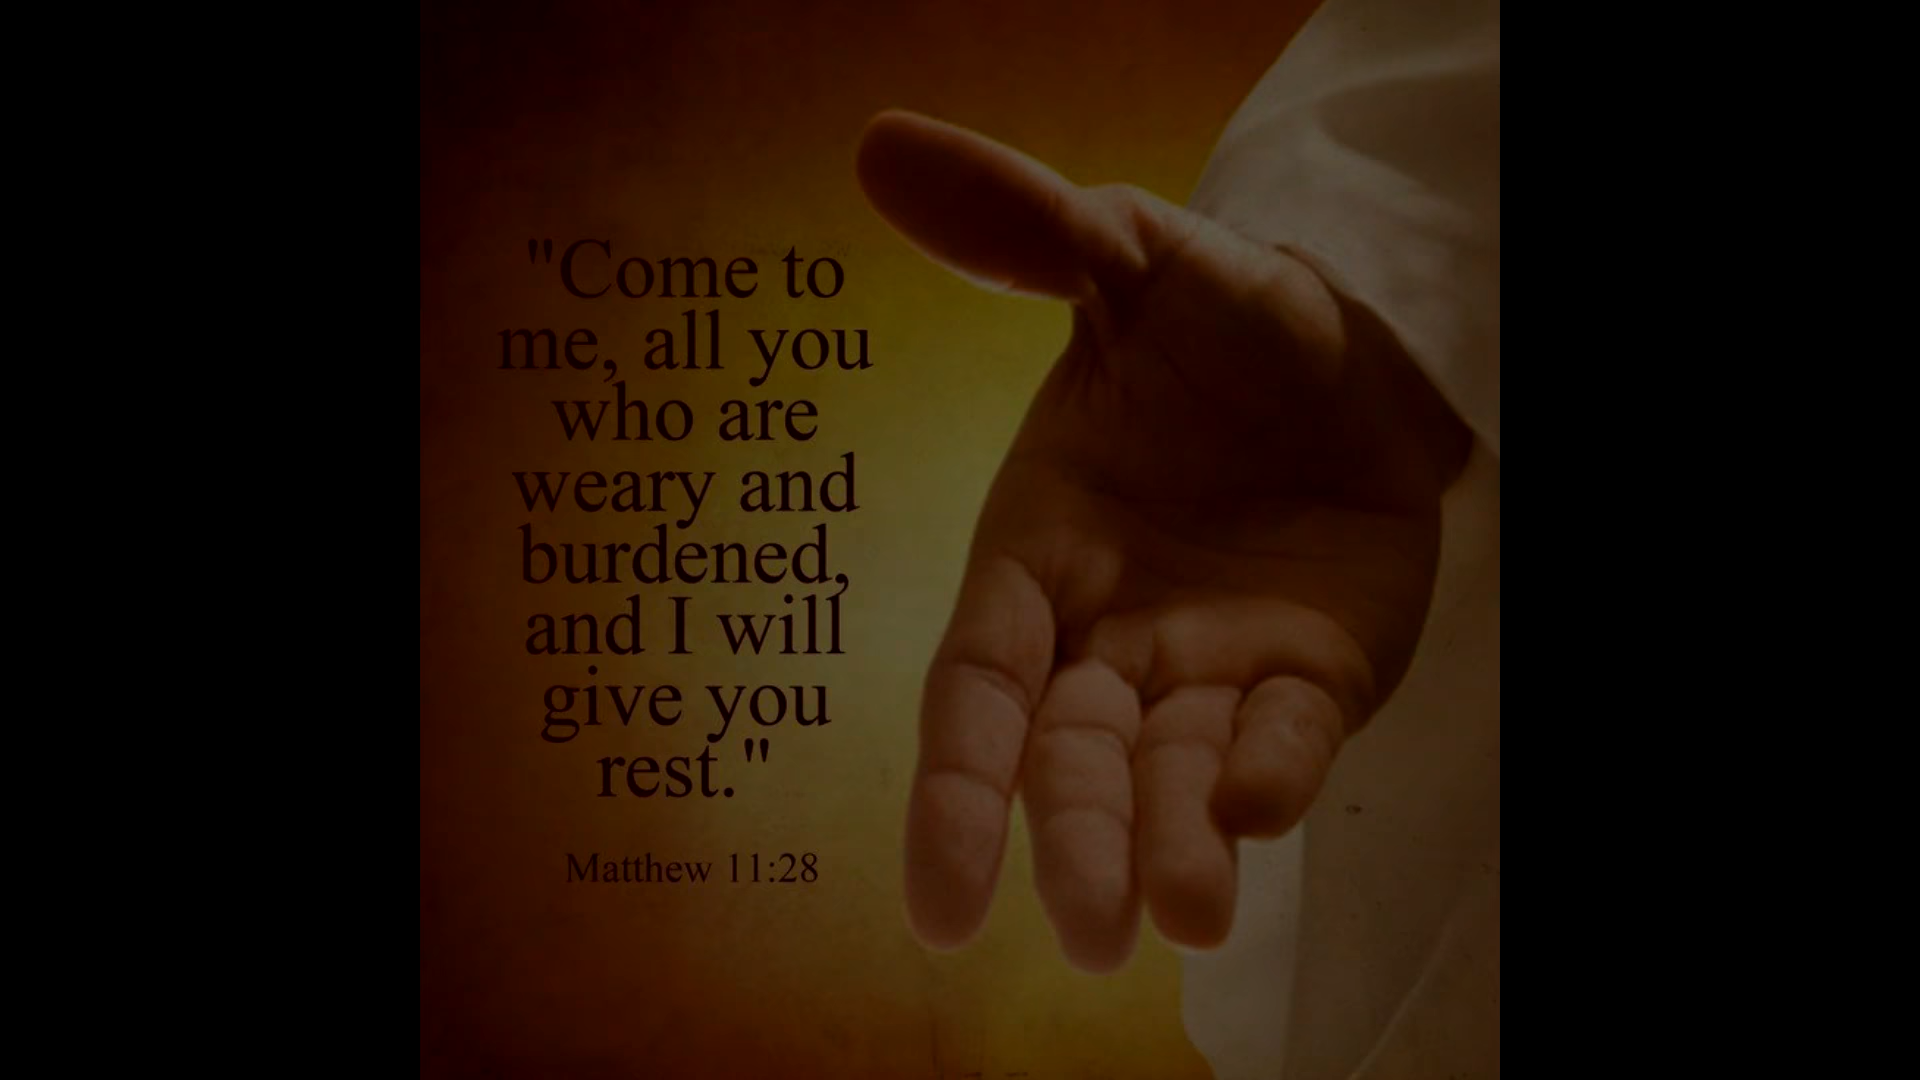 "Come to
me, all you
who are
weary and
burdened,
and I will
give you
rest."
Matthew 11:28